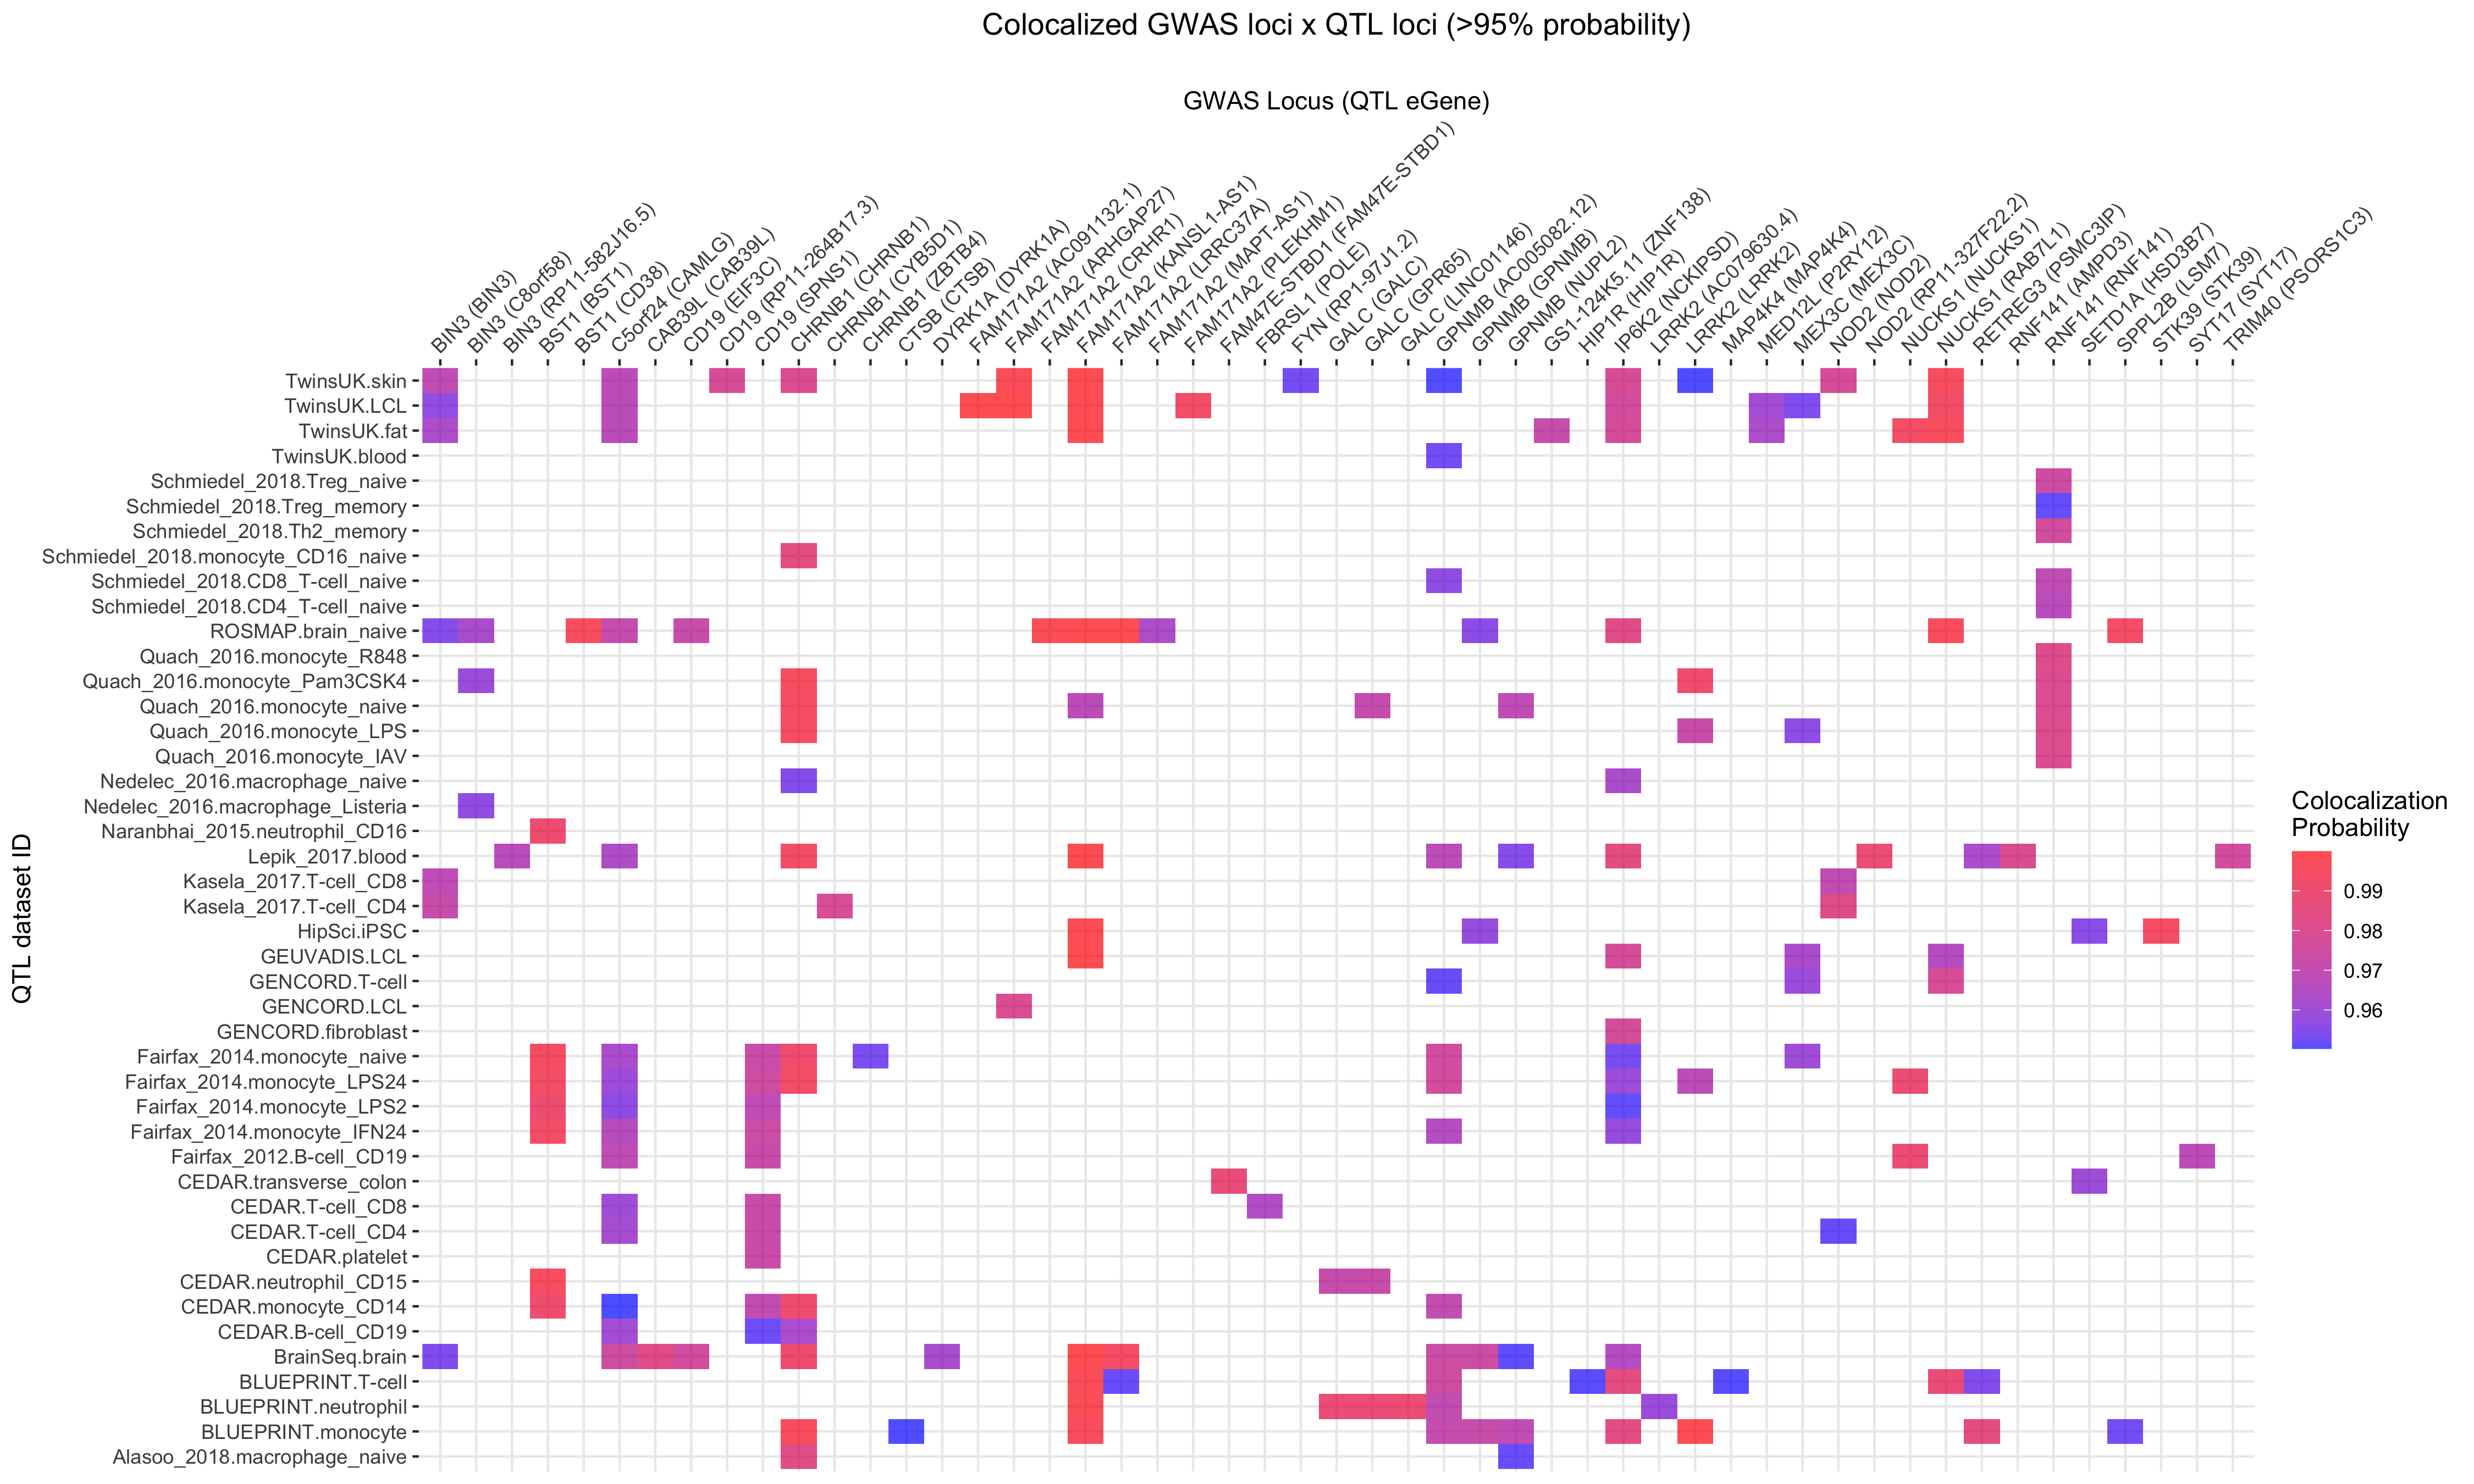 Colocalized GWAS loci x QTL loci (>95% probability)
GWAS Locus (QTL eGene)
BIN3 (BIN3)
BIN3 (C8orf58)
BIN3 (RP11-582J16.5)
BST1 (BST1)
BST1 (CD38)
C5orf24 (CAMLG)
CAB39L (CAB39L)
CD19 (EIF3C)
CD19 (RP11-264B17.3)
CD19 (SPNS1)
CHRNB1 (CHRNB1)
CHRNB1 (CYB5D1)
CHRNB1 (ZBTB4)
CTSB (CTSB)
DYRK1A (DYRK1A)
FAM171A2 (AC091132.1)
FAM171A2 (ARHGAP27)
FAM171A2 (CRHR1)
FAM171A2 (KANSL1-AS1)
FAM171A2 (LRRC37A)
FAM171A2 (MAPT-AS1)
FAM171A2 (PLEKHM1)
FAM47E-STBD1 (FAM47E-STBD1)
FBRSL1 (POLE)
FYN (RP1-97J1.2)
GALC (GALC)
GALC (GPR65)
GALC (LINC01146)
GPNMB (AC005082.12)
GPNMB (GPNMB)
GPNMB (NUPL2)
GS1-124K5.11 (ZNF138)
HIP1R (HIP1R)
IP6K2 (NCKIPSD)
LRRK2 (AC079630.4)
LRRK2 (LRRK2)
MAP4K4 (MAP4K4)
MED12L (P2RY12)
MEX3C (MEX3C)
NOD2 (NOD2)
NOD2 (RP11-327F22.2)
NUCKS1 (NUCKS1)
NUCKS1 (RAB7L1)
RETREG3 (PSMC3IP)
RNF141 (AMPD3)
RNF141 (RNF141)
SETD1A (HSD3B7)
SPPL2B (LSM7)
STK39 (STK39)
SYT17 (SYT17)
TRIM40 (PSORS1C3)
QTL dataset ID
TwinsUK.skin
TwinsUK.LCL
TwinsUK.fat
TwinsUK.blood
Schmiedel_2018.Treg_naive
Schmiedel_2018.Treg_memory
Schmiedel_2018.Th2_memory
Schmiedel_2018.monocyte_CD16_naive
Schmiedel_2018.CD8_T-cell_naive
Schmiedel_2018.CD4_T-cell_naive
ROSMAP.brain_naive
Quach_2016.monocyte_R848
Quach_2016.monocyte_Pam3CSK4
Quach_2016.monocyte_naive
Quach_2016.monocyte_LPS
Quach_2016.monocyte_IAV
Nedelec_2016.macrophage_naive
Nedelec_2016.macrophage_Listeria
Naranbhai_2015.neutrophil_CD16
Lepik_2017.blood
Kasela_2017.T-cell_CD8
Kasela_2017.T-cell_CD4
HipSci.iPSC
GEUVADIS.LCL
GENCORD.T-cell
GENCORD.LCL
GENCORD.fibroblast
Fairfax_2014.monocyte_naive
Fairfax_2014.monocyte_LPS24
Fairfax_2014.monocyte_LPS2
Fairfax_2014.monocyte_IFN24
Fairfax_2012.B-cell_CD19
CEDAR.transverse_colon
CEDAR.T-cell_CD8
CEDAR.T-cell_CD4
CEDAR.platelet
CEDAR.neutrophil_CD15
CEDAR.monocyte_CD14
CEDAR.B-cell_CD19
BrainSeq.brain
BLUEPRINT.T-cell
BLUEPRINT.neutrophil
BLUEPRINT.monocyte
Alasoo_2018.macrophage_naive
Colocalization
Probability
0.99
0.98
0.97
0.96